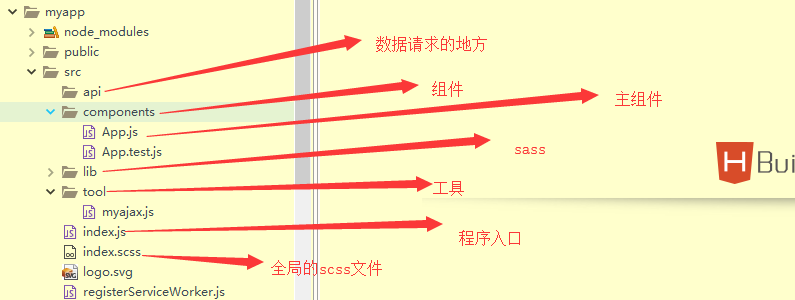 myapp
node_modules
public
src
api
数据请求的地方
components
组件
App.js
主组件
App.test.js
lib
sass
tool
工具
myajax.js
index.js
程序入口
index.scss
全局的scss文件
logo.svg
registerServiceWorker.js
H Bui